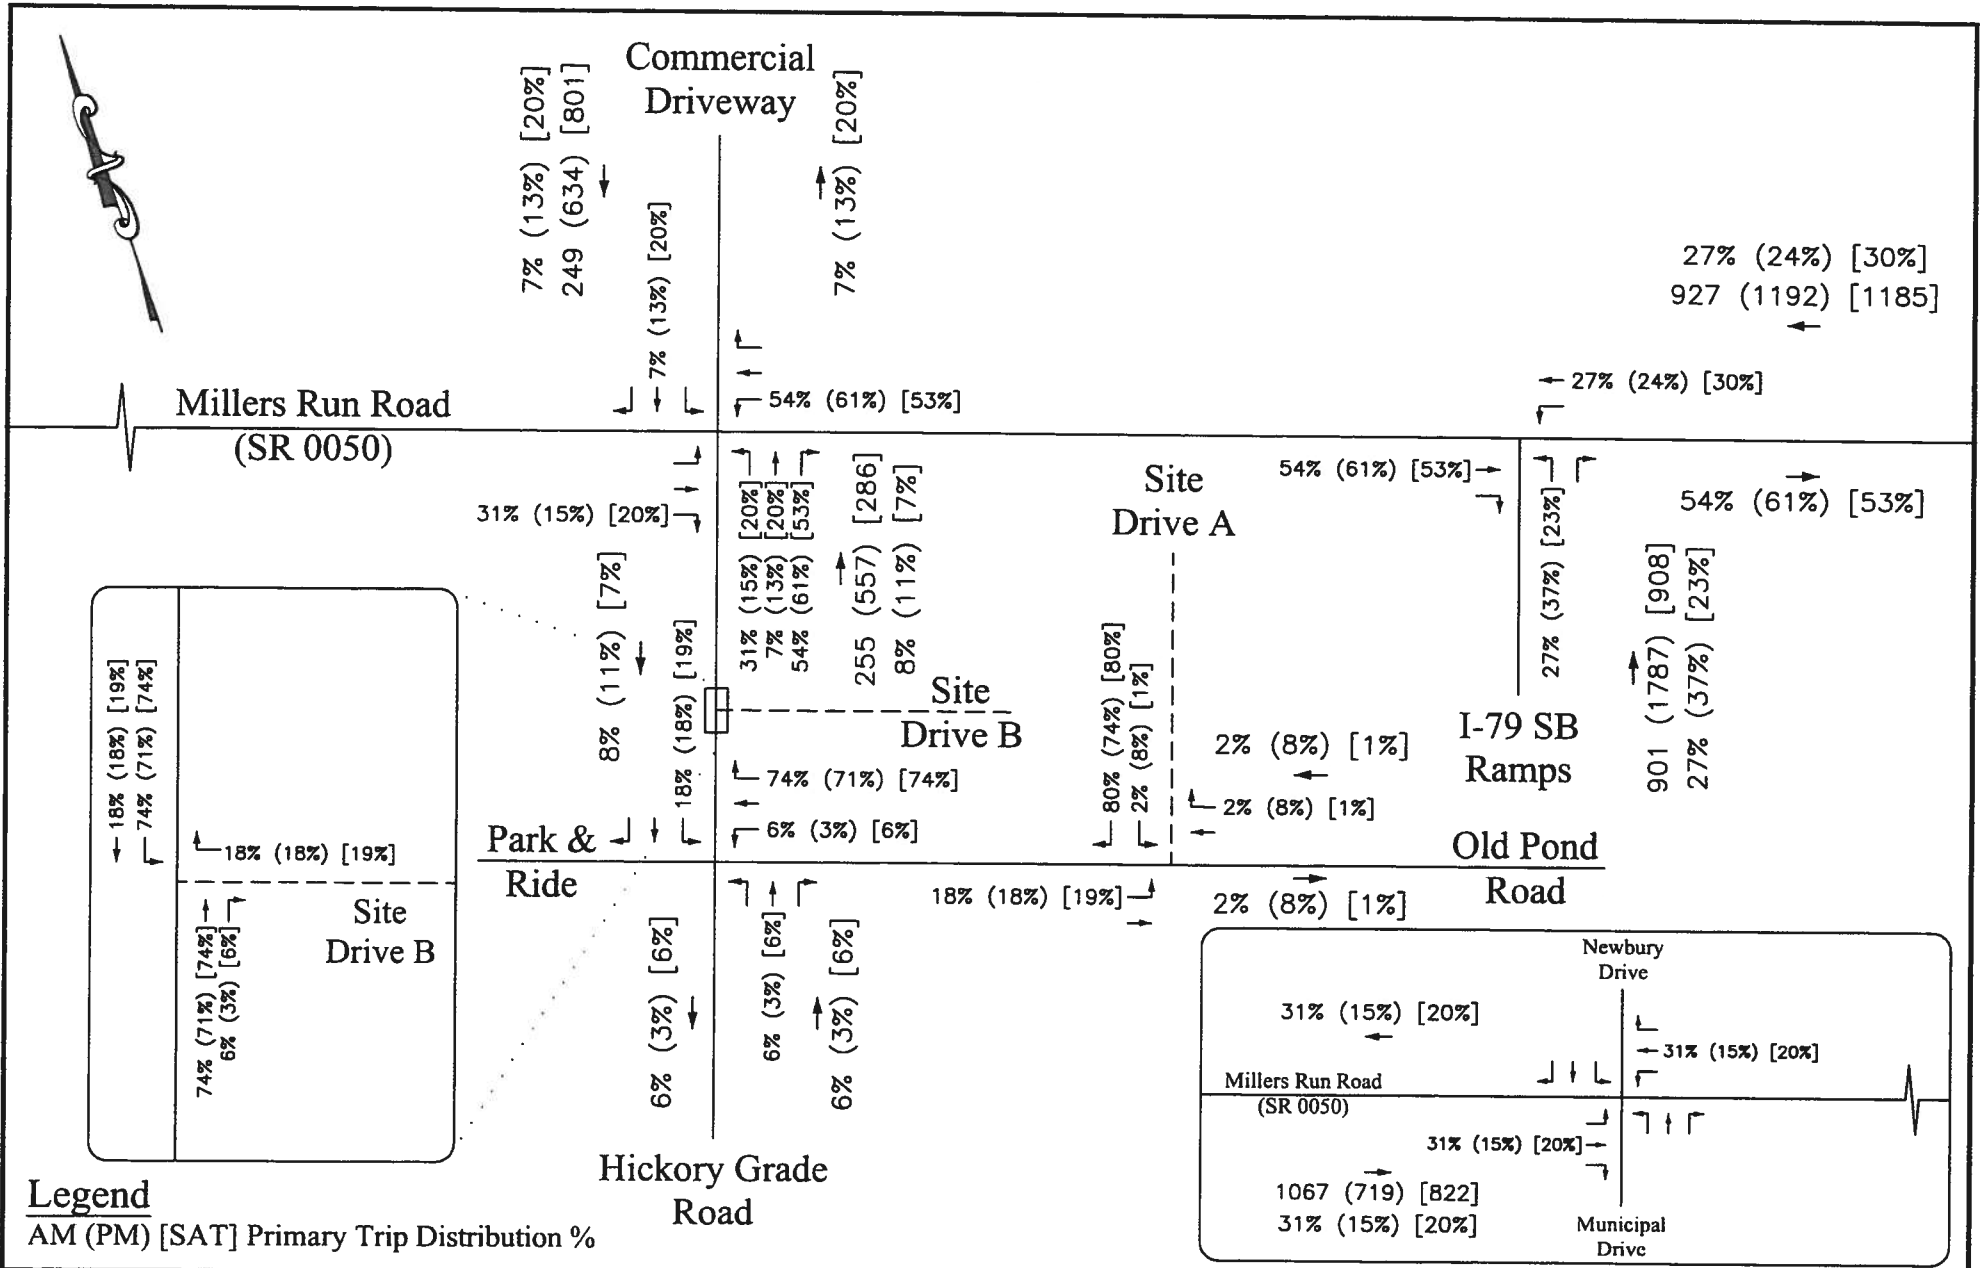 Commercial
Driveway
7% (13%) [20%]
249 (634) [801]
7% (13%) [20%]
7% (13%) [20%]
27% (24%) [30%]
927 (1192) [1185]
27% (24%) [30%]
54% (61%) [53%]
Millers Run Road
(SR 0050)
31% (15%) [20%]
31% (15%) [20%]
7% (13%) [20%]
54% (61%) [53%]
255 (557) [286]
8% (11%) [7%]
Site
Drive A
54% (61%) [53%]
27% (37%) [23%]
54% (61%) [53%]
901 (1787) [908]
27% (37%) [23%]
I-79 SB
Ramps
8% (11%) [7%]
18% (18%) [19%]
Site
Drive B
74% (71%) [74%]
6% (3%) [6%]
80% (74%) [80%]
2% (8%) [1%]
2% (8%) [1%]
2% (8%) [1%]
Park &
Ride
Old Pond
Road
18% (18%) [19%]
2% (8%) [1%]
18% (18%) [19%]
74% (71%) [74%]
18% (18%) [19%]
Site
Drive B
74% (71%) [74%]
6% (3%) [6%]
6% (3%) [6%]
6% (3%) [6%]
6% (3%) [6%]
Hickory Grade
Road
Newbury
Drive
31% (15%) [20%]
31% (15%) [20%]
Millers Run Road
(SR 0050)
31% (15%) [20%]
1067 (719) [822]
31% (15%) [20%]
Municipal
Drive
Legend
AM (PM) [SAT] Primary Trip Distribution %